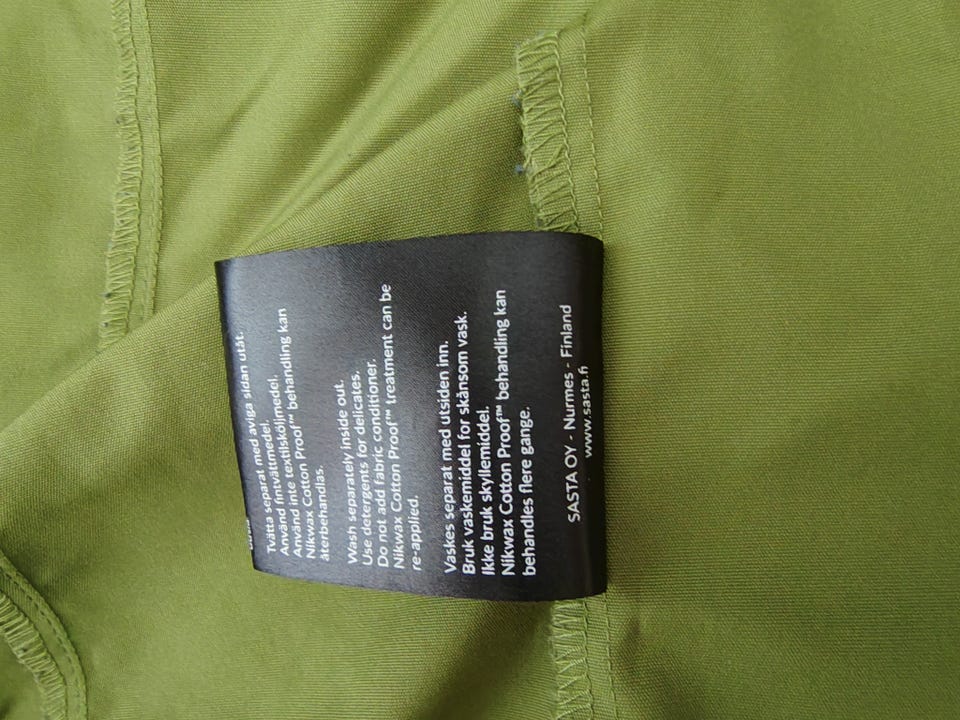 Tvätta separat med aviga sidan utåt.
Använd fintvättmedel.
Använd inte textilsköljmedel.
Nikwax Cotton Proof™ behandling kan
återbehandlas.
Wash separately inside out.
Use detergents for delicates.
Do not add fabric conditioner.
Nikwax Cotton Proof™ treatment can be
re-applied.
Vaskes separat med utsiden inn.
Bruk vaskemiddel for skånsom vask.
Ikke bruk skyllemiddel.
Nikwax Cotton Proof™ behandling kan
behandles flere gange.
SASTA OY - Nurmes - Finland
www.sasta.fi